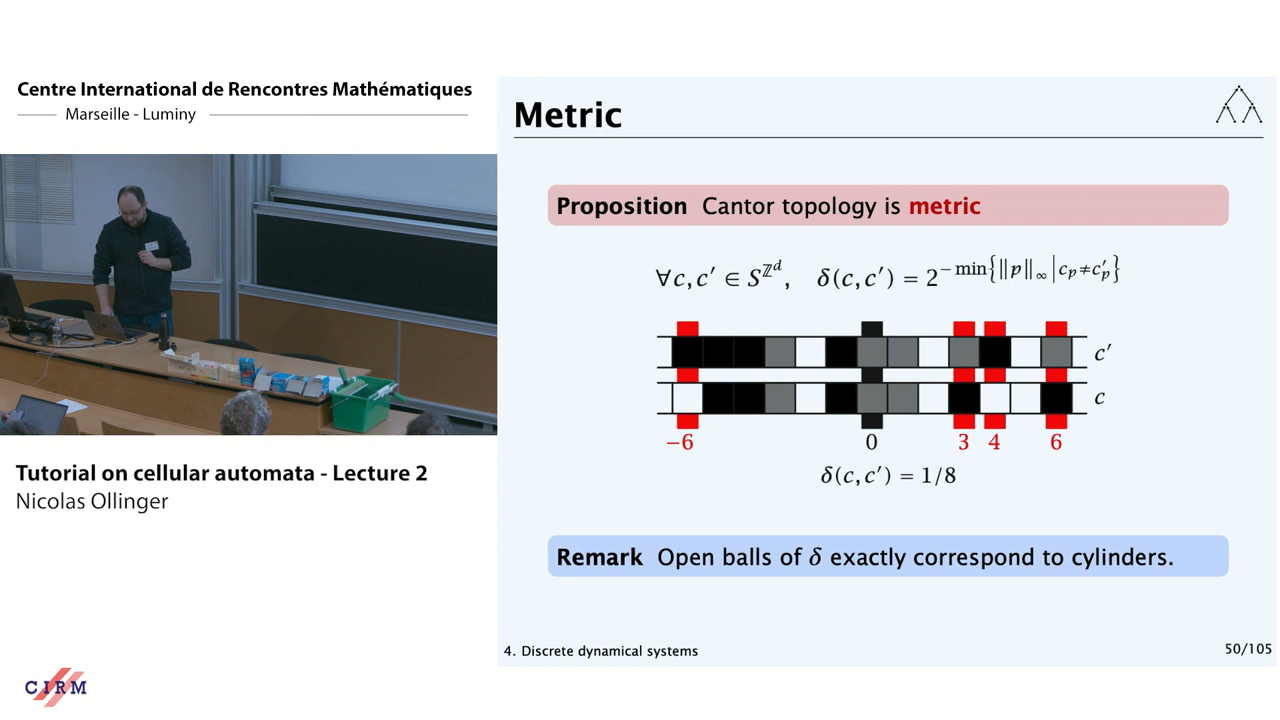 Centre International de Rencontres Mathématiques
Marseille - Luminy
Tutorial on cellular automata - Lecture 2
Nicolas Ollinger
CIRM
Metric
Proposition Cantor topology is metric
∀c, c′ ∈ S^{ℤ^d}, δ(c, c′) = 2^{−min{‖p‖_∞ | c_p ≠ c′_p}}
c′
c
−6 0 3 4 6
δ(c, c′) = 1/8
Remark Open balls of δ exactly correspond to cylinders.
4. Discrete dynamical systems
50/105